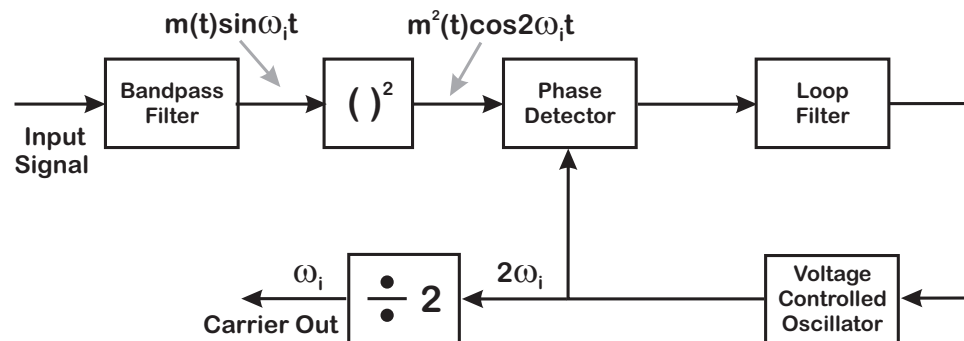 m(t)sinωᵢt
m²(t)cos2ωᵢt
Bandpass
Filter
( )²
Phase
Detector
Loop
Filter
Input
Signal
ωᵢ
÷ 2
2ωᵢ
Carrier Out
Voltage
Controlled
Oscillator